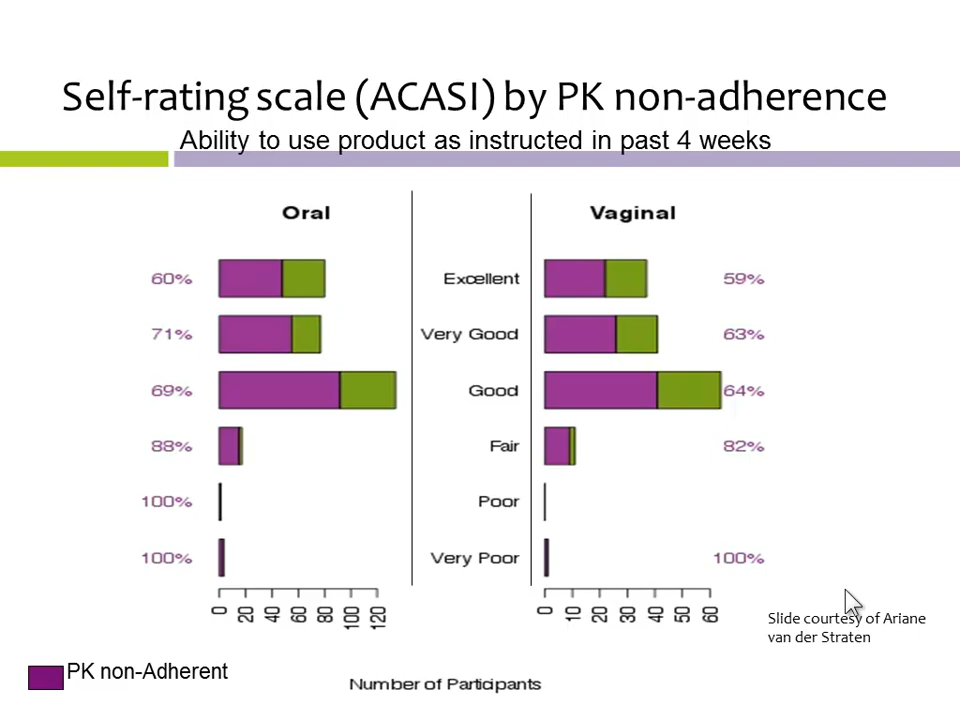 Self-rating scale (ACASI) by PK non-adherence
Ability to use product as instructed in past 4 weeks
Oral
Vaginal
60%
Excellent
59%
71%
Very Good
63%
69%
Good
64%
88%
Fair
82%
100%
Poor
100%
Very Poor
100%
0 20 40 60 80 100 120
0 10 20 30 40 50 60
Slide courtesy of Ariane
van der Straten
PK non-Adherent
Number of Participants